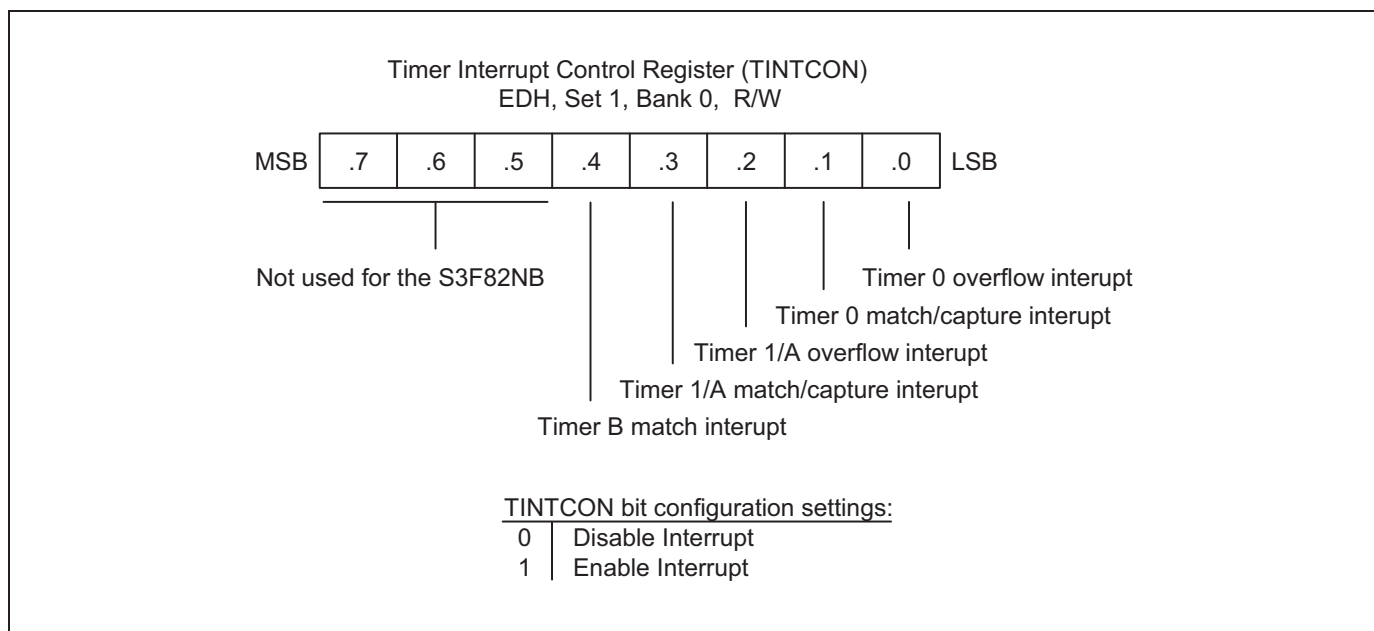 Timer Interrupt Control Register (TINTCON)
EDH, Set 1, Bank 0, R/W
MSB .7 .6 .5 .4 .3 .2 .1 .0 LSB
Not used for the S3F82NB
Timer 0 overflow interupt
Timer 0 match/capture interupt
Timer 1/A overflow interupt
Timer 1/A match/capture interupt
Timer B match interupt
TINTCON bit configuration settings:
0 Disable Interrupt
1 Enable Interrupt